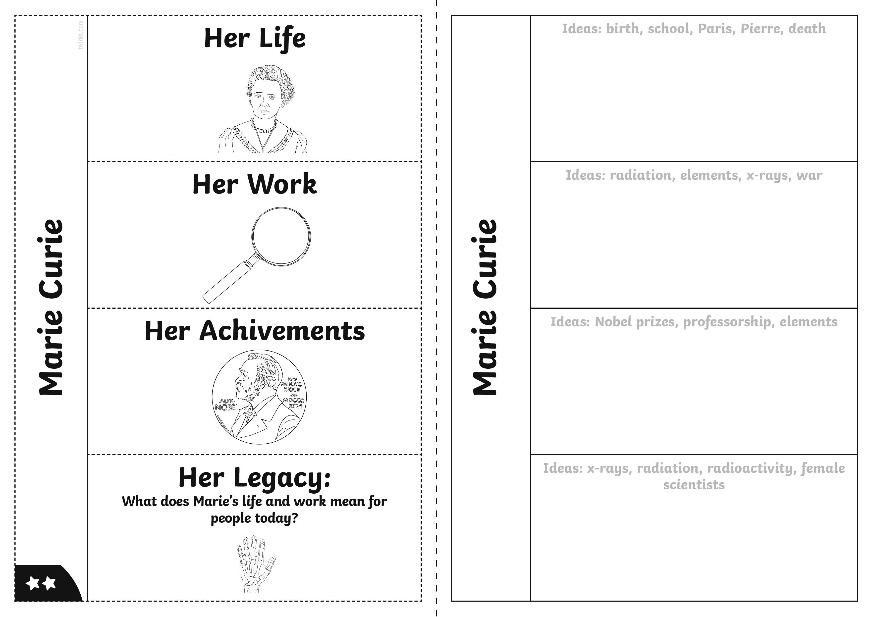 Her Life
Her Work
Her Achivements
Her Legacy:
What does Marie's life and work mean for
people today?
Marie Curie
Marie Curie
Ideas: birth, school, Paris, Pierre, death
Ideas: radiation, elements, x-rays, war
Ideas: Nobel prizes, professorship, elements
Ideas: x-rays, radiation, radioactivity, female
scientists